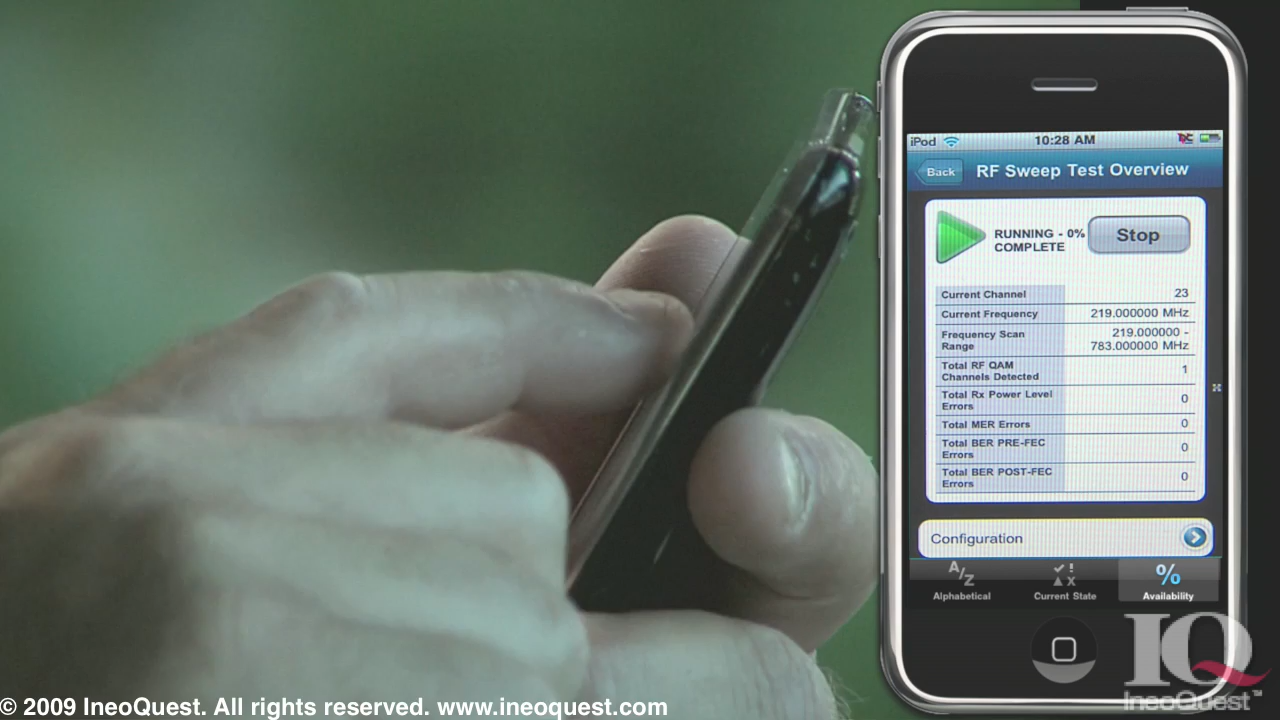 iPod 10:28 AM
Back RF Sweep Test Overview
RUNNING - 0%
COMPLETE
Stop
Current Channel 23
Current Frequency 219.000000 MHz
Frequency Scan
Range
219.000000 -
783.000000 MHz
Total RF QAM
Channels Detected
1
Total Rx Power Level
Errors
0
Total MER Errors 0
Total BER PRE-FEC
Errors
0
Total BER POST-FEC
Errors
0
Configuration
A/Z
Alphabetical
Current State
%
Availability
IQ
IneoQuest™
© 2009 IneoQuest. All rights reserved. www.ineoquest.com